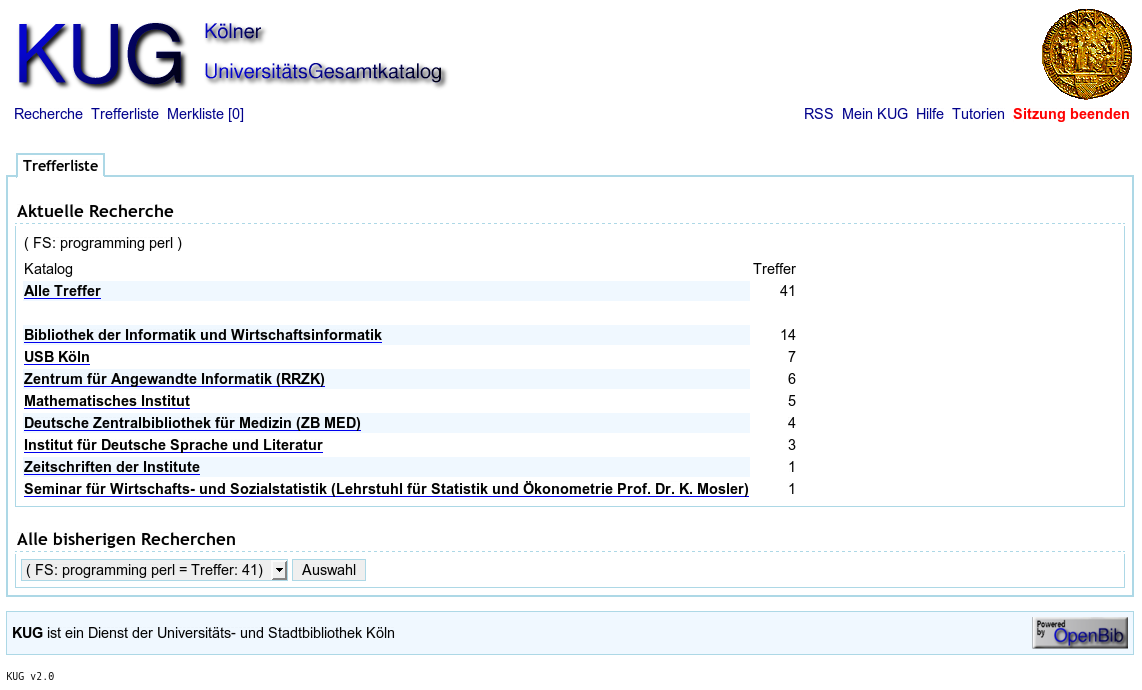 KUG Kölner
UniversitätsGesamtkatalog
Recherche Trefferliste Merkliste [0] RSS Mein KUG Hilfe Tutorien Sitzung beenden
Trefferliste
Aktuelle Recherche
( FS: programming perl )
Katalog Treffer
Alle Treffer 41
Bibliothek der Informatik und Wirtschaftsinformatik 14
USB Köln 7
Zentrum für Angewandte Informatik (RRZK) 6
Mathematisches Institut 5
Deutsche Zentralbibliothek für Medizin (ZB MED) 4
Institut für Deutsche Sprache und Literatur 3
Zeitschriften der Institute 1
Seminar für Wirtschafts- und Sozialstatistik (Lehrstuhl für Statistik und Ökonometrie Prof. Dr. K. Mosler) 1
Alle bisherigen Recherchen
( FS: programming perl = Treffer: 41) Auswahl
KUG ist ein Dienst der Universitäts- und Stadtbibliothek Köln
Powered
by OpenBib
KUG v2.0